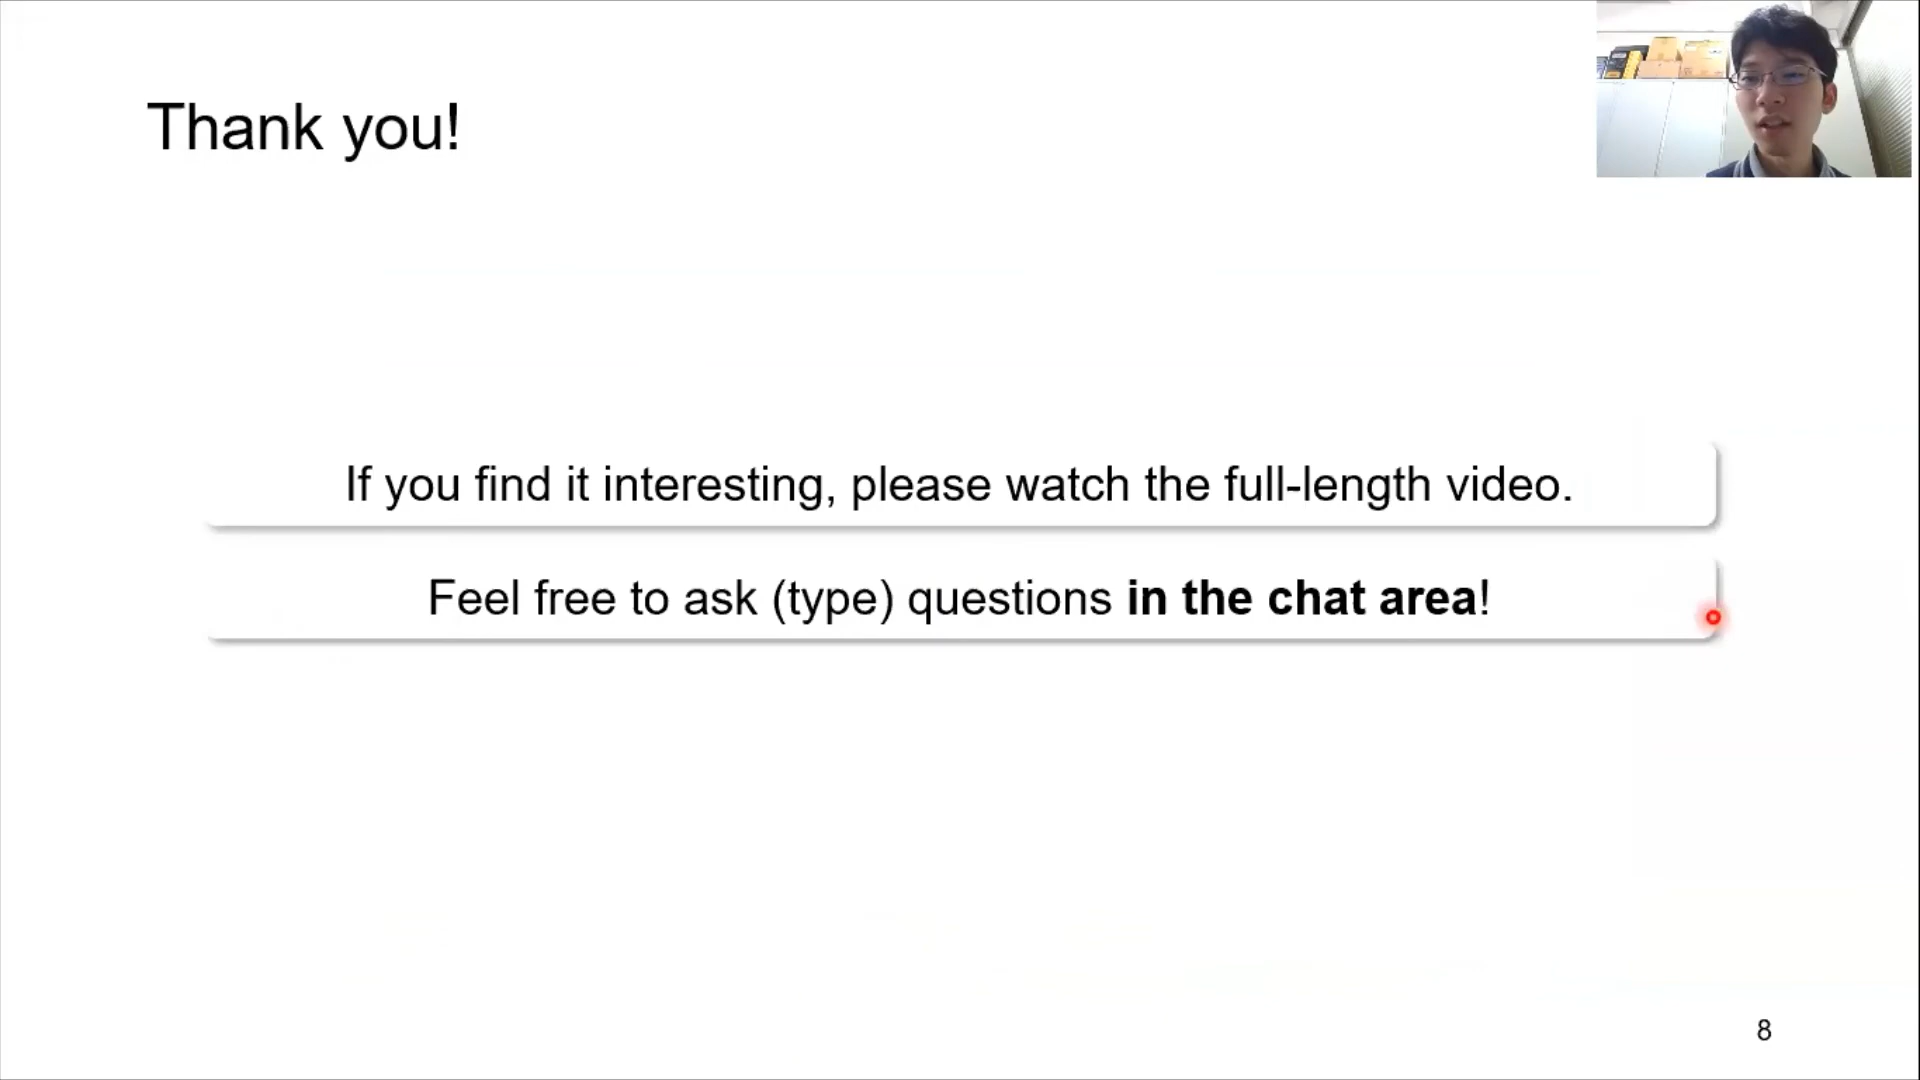 Thank you!
If you find it interesting, please watch the full-length video.
Feel free to ask (type) questions in the chat area!
8